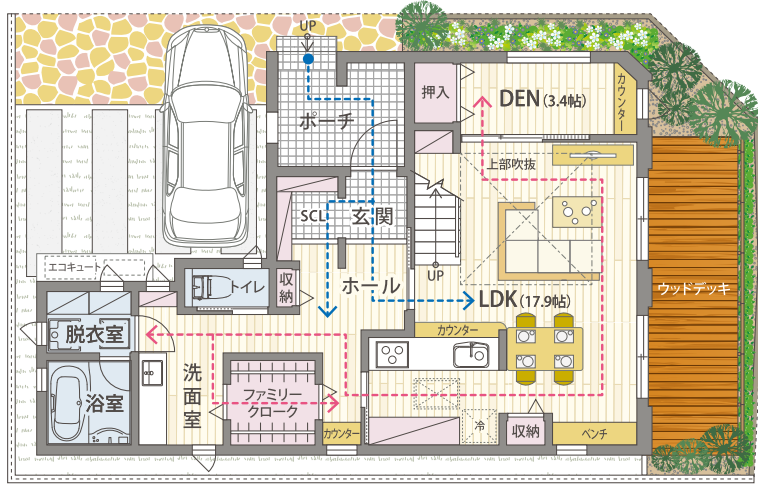 UP
ポーチ
押入
DEN(3.4帖)
カウンター
上部吹抜
SCL
玄関
UP
エコキュート
トイレ
収納
ホール
LDK(17.9帖)
ウッドデッキ
脱衣室
カウンター
洗面室
浴室
ファミリー
クローク
カウンター
冷
収納
ベンチ